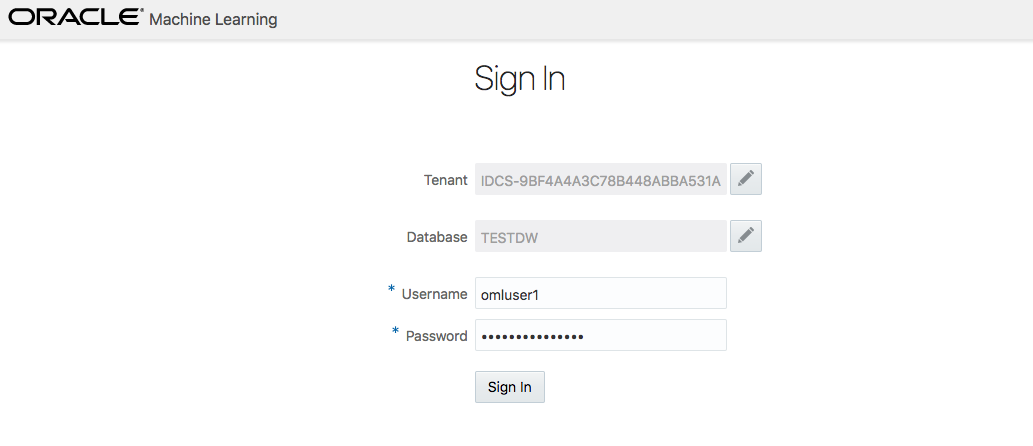 ORACLE® Machine Learning
Sign In
Tenant IDCS-9BF4A4A3C78B448ABBA531A
Database TESTDW
* Username omluser1
* Password •••••••••••••••
Sign In